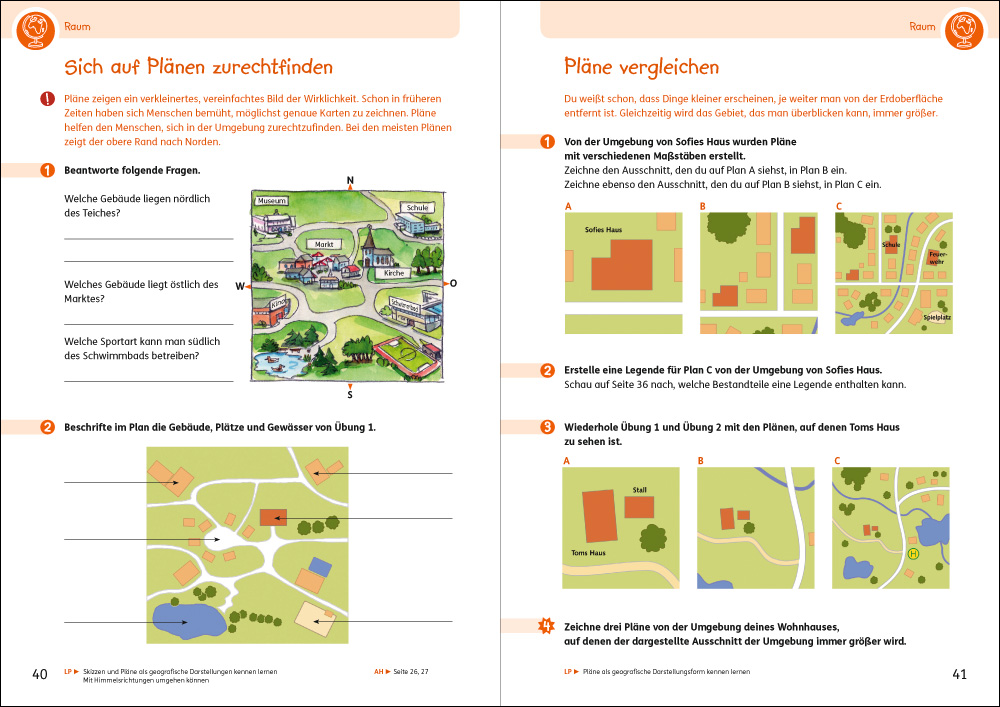 Raum
Sich auf Plänen zurechtfinden
! Pläne zeigen ein verkleinertes, vereinfachtes Bild der Wirklichkeit. Schon in früheren
Zeiten haben sich Menschen bemüht, möglichst genaue Karten zu zeichnen. Pläne
helfen den Menschen, sich in der Umgebung zurechtzufinden. Bei den meisten Plänen
zeigt der obere Rand nach Norden.
1 Beantworte folgende Fragen.
Welche Gebäude liegen nördlich
des Teiches?
Welches Gebäude liegt östlich des
Marktes?
Welche Sportart kann man südlich
des Schwimmbads betreiben?
N
Museum
Schule
Markt
Kirche
W
O
Kino
Schwimmbad
S
2 Beschrifte im Plan die Gebäude, Plätze und Gewässer von Übung 1.
40
LP ► Skizzen und Pläne als geografische Darstellungen kennen lernen
Mit Himmelsrichtungen umgehen können
AH ► Seite 26, 27
Raum
Pläne vergleichen
Du weißt schon, dass Dinge kleiner erscheinen, je weiter man von der Erdoberfläche
entfernt ist. Gleichzeitig wird das Gebiet, das man überblicken kann, immer größer.
1 Von der Umgebung von Sofies Haus wurden Pläne
mit verschiedenen Maßstäben erstellt.
Zeichne den Ausschnitt, den du auf Plan A siehst, in Plan B ein.
Zeichne ebenso den Ausschnitt, den du auf Plan B siehst, in Plan C ein.
A
B
C
Sofies Haus
Schule
Feuer-
wehr
Spielplatz
2 Erstelle eine Legende für Plan C von der Umgebung von Sofies Haus.
Schau auf Seite 36 nach, welche Bestandteile eine Legende enthalten kann.
3 Wiederhole Übung 1 und Übung 2 mit den Plänen, auf denen Toms Haus
zu sehen ist.
A
B
C
Stall
Toms Haus
H
4 Zeichne drei Pläne von der Umgebung deines Wohnhauses,
auf denen der dargestellte Ausschnitt der Umgebung immer größer wird.
LP ► Pläne als geografische Darstellungsform kennen lernen
41